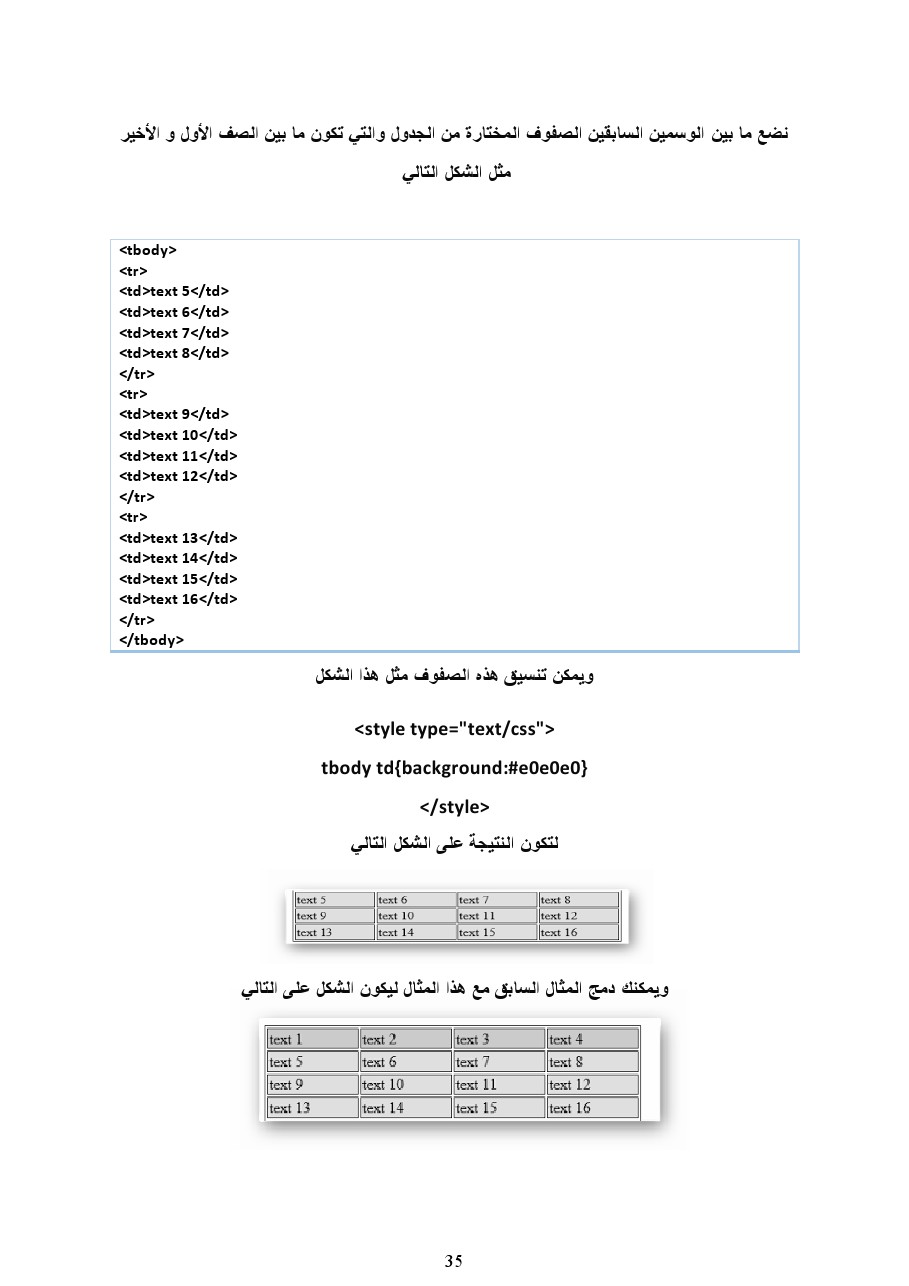 نضع ما بين الوسمين السابقين الصفوف المختارة من الجدول والتي تكون ما بين الصف الأول و الأخير
مثل الشكل التالي
<tbody>
<tr>
<td>text 5</td>
<td>text 6</td>
<td>text 7</td>
<td>text 8</td>
</tr>
<tr>
<td>text 9</td>
<td>text 10</td>
<td>text 11</td>
<td>text 12</td>
</tr>
<tr>
<td>text 13</td>
<td>text 14</td>
<td>text 15</td>
<td>text 16</td>
</tr>
</tbody>
ويمكن تنسيق هذه الصفوف مثل هذا الشكل
<style type="text/css">
tbody td{background:#e0e0e0}
</style>
لتكون النتيجة على الشكل التالي
text 5 text 6 text 7 text 8
text 9 text 10 text 11 text 12
text 13 text 14 text 15 text 16
ويمكنك دمج المثال السابق مع هذا المثال ليكون الشكل على التالي
text 1 text 2 text 3 text 4
text 5 text 6 text 7 text 8
text 9 text 10 text 11 text 12
text 13 text 14 text 15 text 16
35